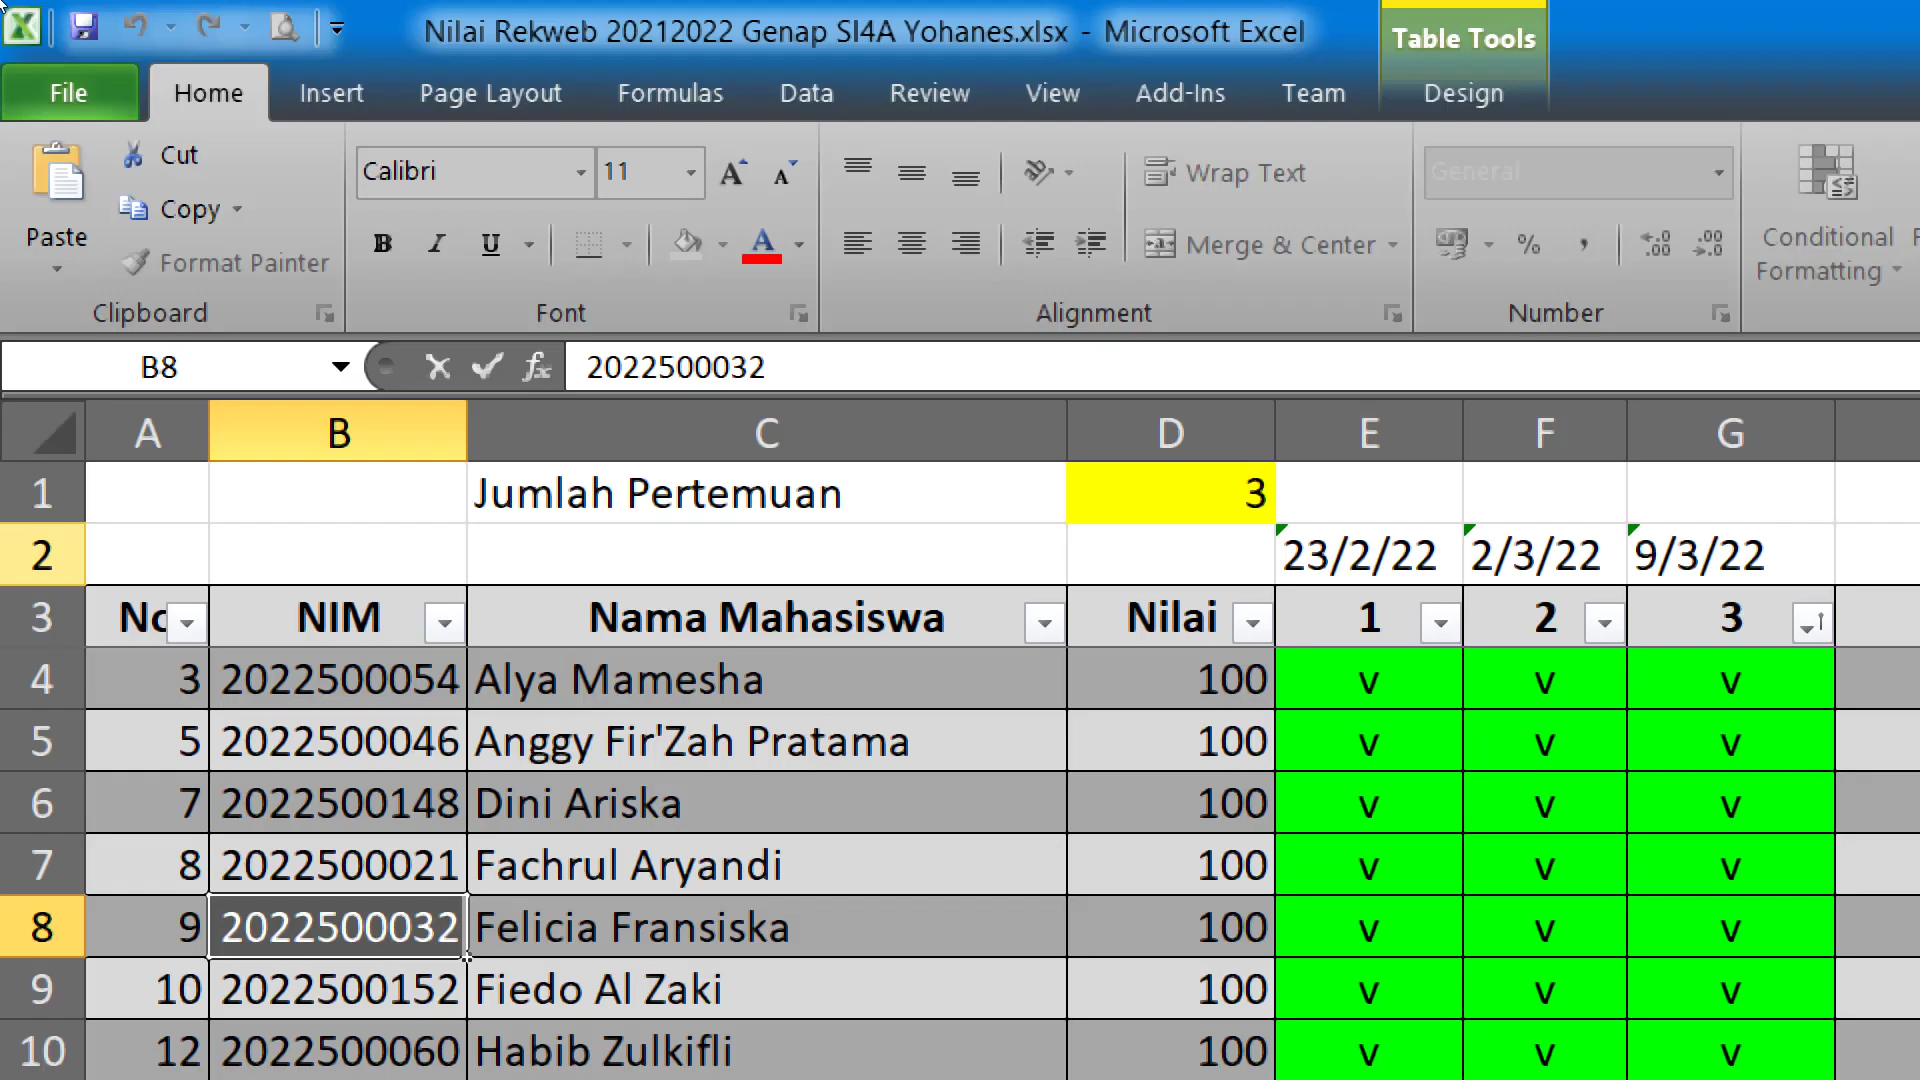 Nilai Rekweb 20212022 Genap SI4A Yohanes.xlsx - Microsoft Excel
Table Tools
File Home Insert Page Layout Formulas Data Review View Add-Ins Team Design
Paste
Cut
Copy
Format Painter
Clipboard
Calibri 11
B I U
Font
Wrap Text
Merge & Center
Alignment
General
%
Number
Conditional
Formatting
B8 fx 2022500032
A B C D E F G
1 Jumlah Pertemuan 3
2 23/2/22 2/3/22 9/3/22
3 NIM Nama Mahasiswa Nilai 1 2 3
4 3 2022500054 Alya Mamesha 100 v v v
5 5 2022500046 Anggy Fir'Zah Pratama 100 v v v
6 7 2022500148 Dini Ariska 100 v v v
7 8 2022500021 Fachrul Aryandi 100 v v v
8 9 2022500032 Felicia Fransiska 100 v v v
9 10 2022500152 Fiedo Al Zaki 100 v v v
10 12 2022500060 Habib Zulkifli 100 v v v